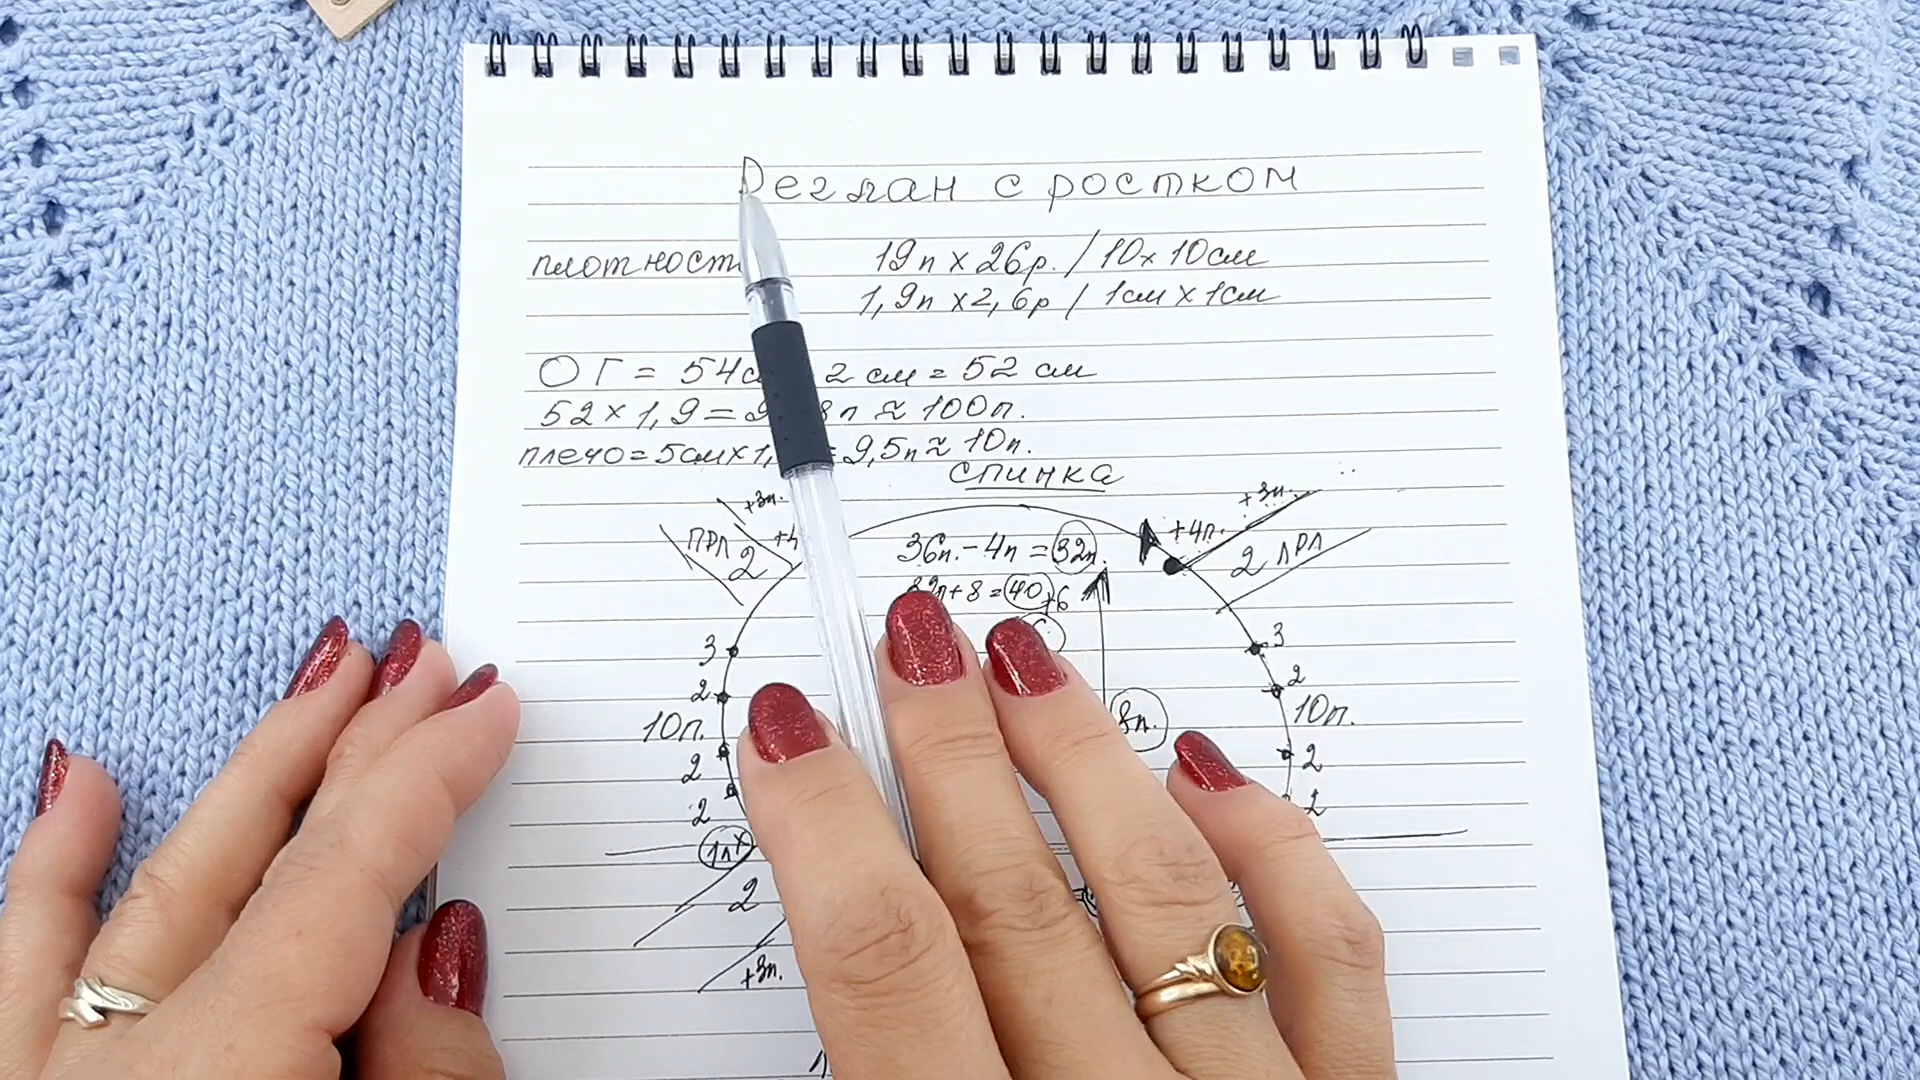 Реглан с ростком
плотность 19п х 26р. / 10х10см
1,9п х 2,6р / 1см х 1см
ОГ = 54 2 см = 52 см
52 х 1,9 = 8п ≈ 100п.
плечо = 5см х 1, = 9,5п ≈ 10п.
спинка
+3п. +3п.
ПРЛ 2 36п. - 4п = 32п. +4п. 2 ЛРЛ
+8 = 40 +6
3 3
2 2
10п. 8п. 10п.
2 2
2 2
1п х
2
+3п.